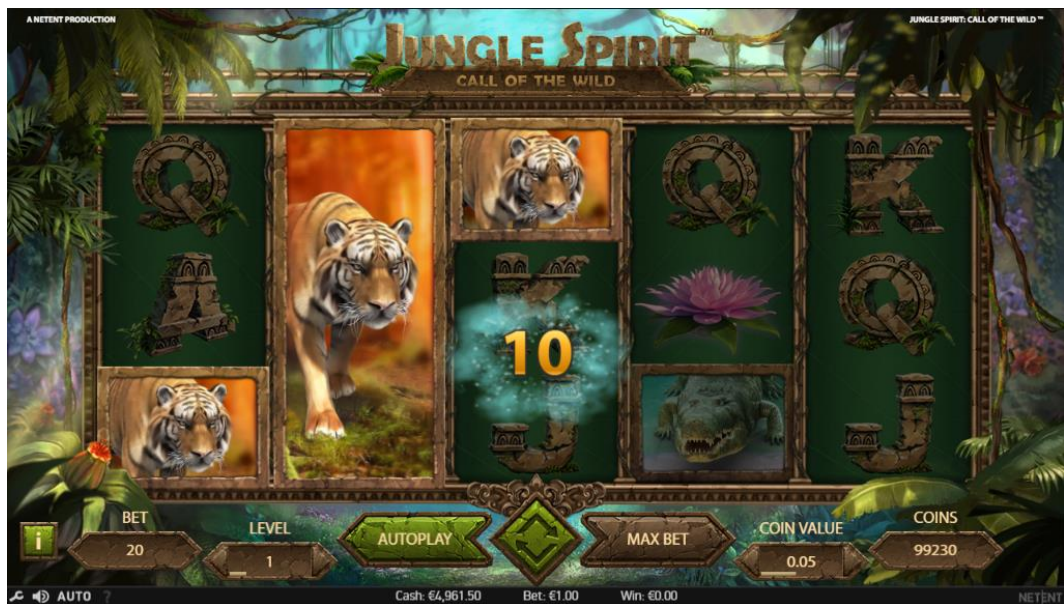 A NETENT PRODUCTION
JUNGLE SPIRIT: CALL OF THE WILD™
JUNGLE SPIRIT™
CALL OF THE WILD
Q
Q
K
K
A
10
Q
J
J
BET
20
LEVEL
1
AUTOPLAY
MAX BET
COIN VALUE
0.05
COINS
99230
i
AUTO ?
Cash: €4,961.50 Bet: €1.00 Win: €0.00
NETENT